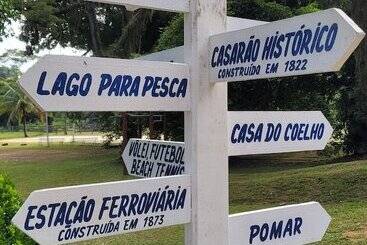 CASARÃO HISTÓRICO
CONSTRUÍDO EM 1822
LAGO PARA PESCA
CASA DO COELHO
VÔLEI FUTEBOL
BEACH TENNIS
ESTAÇÃO FERROVIÁRIA
CONSTRUÍDA EM 1873
POMAR